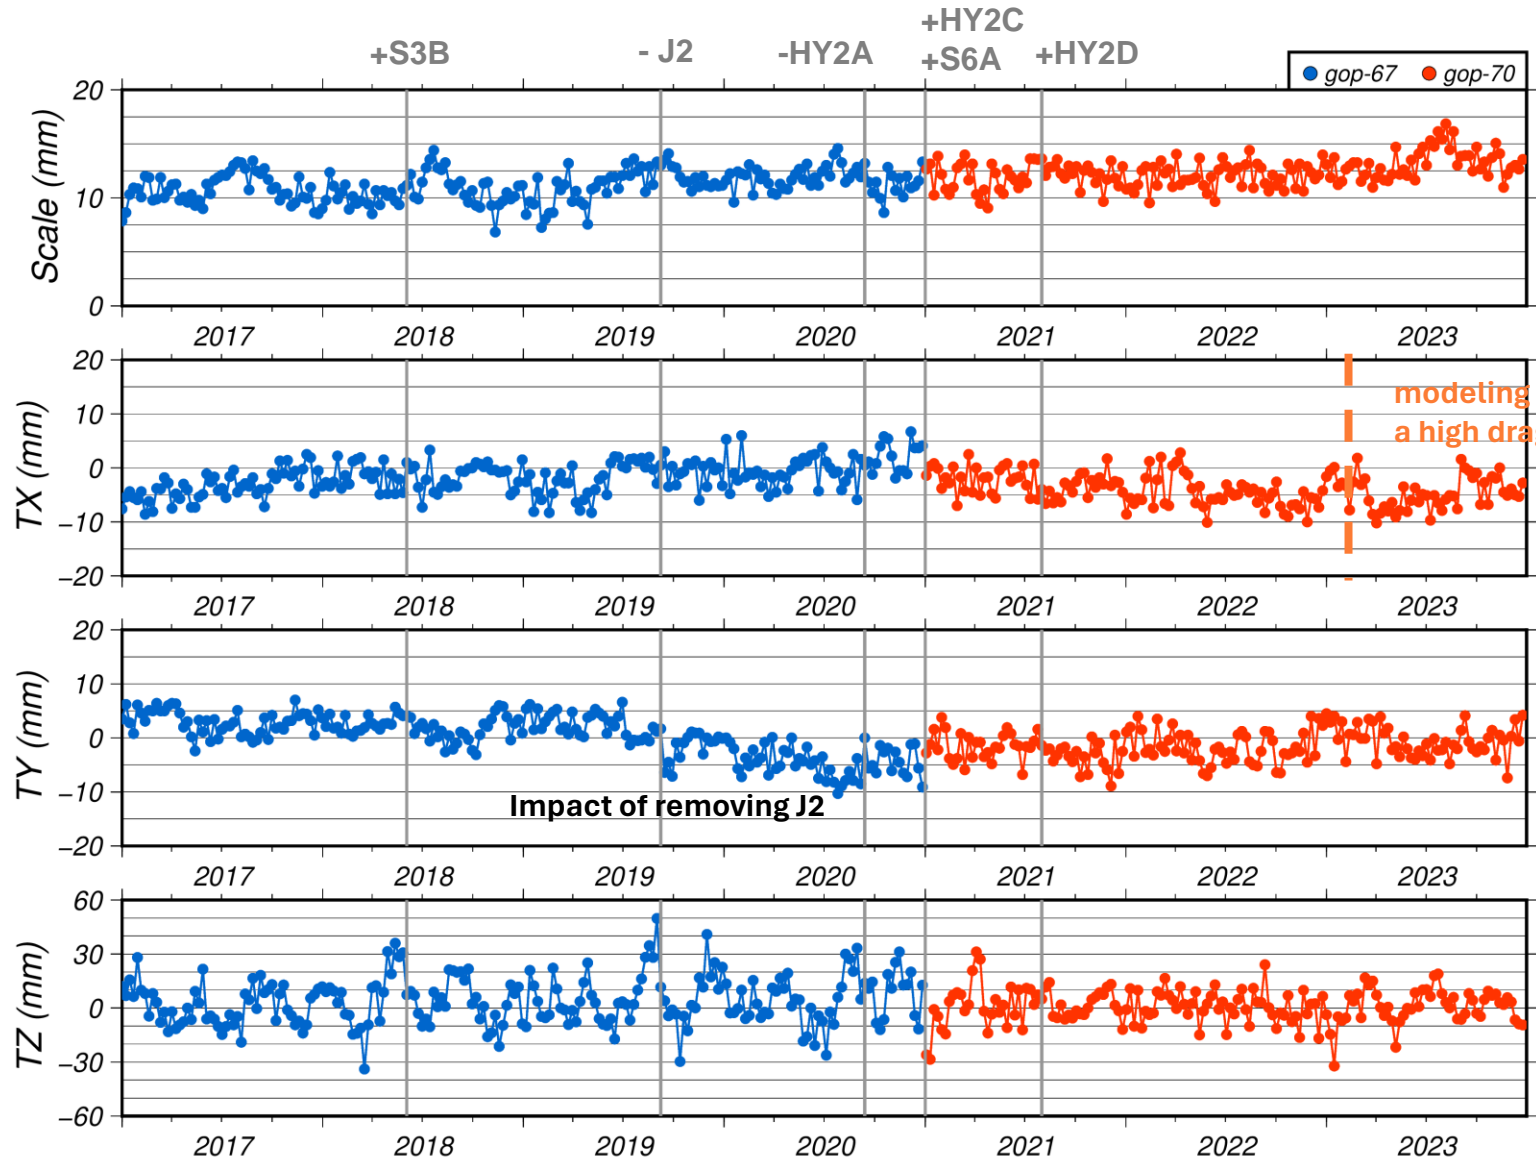 +HY2C
+S3B - J2 -HY2A +S6A +HY2D
gop-67 gop-70
Scale (mm)
20
10
0
2017 2018 2019 2020 2021 2022 2023
TX (mm)
20
10
0
−10
−20
modeling
a high dra
2017 2018 2019 2020 2021 2022 2023
TY (mm)
20
10
0
−10
−20
Impact of removing J2
2017 2018 2019 2020 2021 2022 2023
TZ (mm)
60
30
0
−30
−60
2017 2018 2019 2020 2021 2022 2023